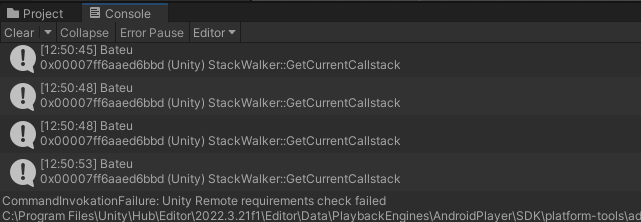 Project
Console
Clear Collapse Error Pause Editor
[12:50:45] Bateu
0x00007ff6aaed6bbd (Unity) StackWalker::GetCurrentCallstack
[12:50:48] Bateu
0x00007ff6aaed6bbd (Unity) StackWalker::GetCurrentCallstack
[12:50:48] Bateu
0x00007ff6aaed6bbd (Unity) StackWalker::GetCurrentCallstack
[12:50:53] Bateu
0x00007ff6aaed6bbd (Unity) StackWalker::GetCurrentCallstack
CommandInvokationFailure: Unity Remote requirements check failed
C:\Program Files\Unity\Hub\Editor\2022.3.21f1\Editor\Data\PlaybackEngines\AndroidPlayer\SDK\platform-tools\